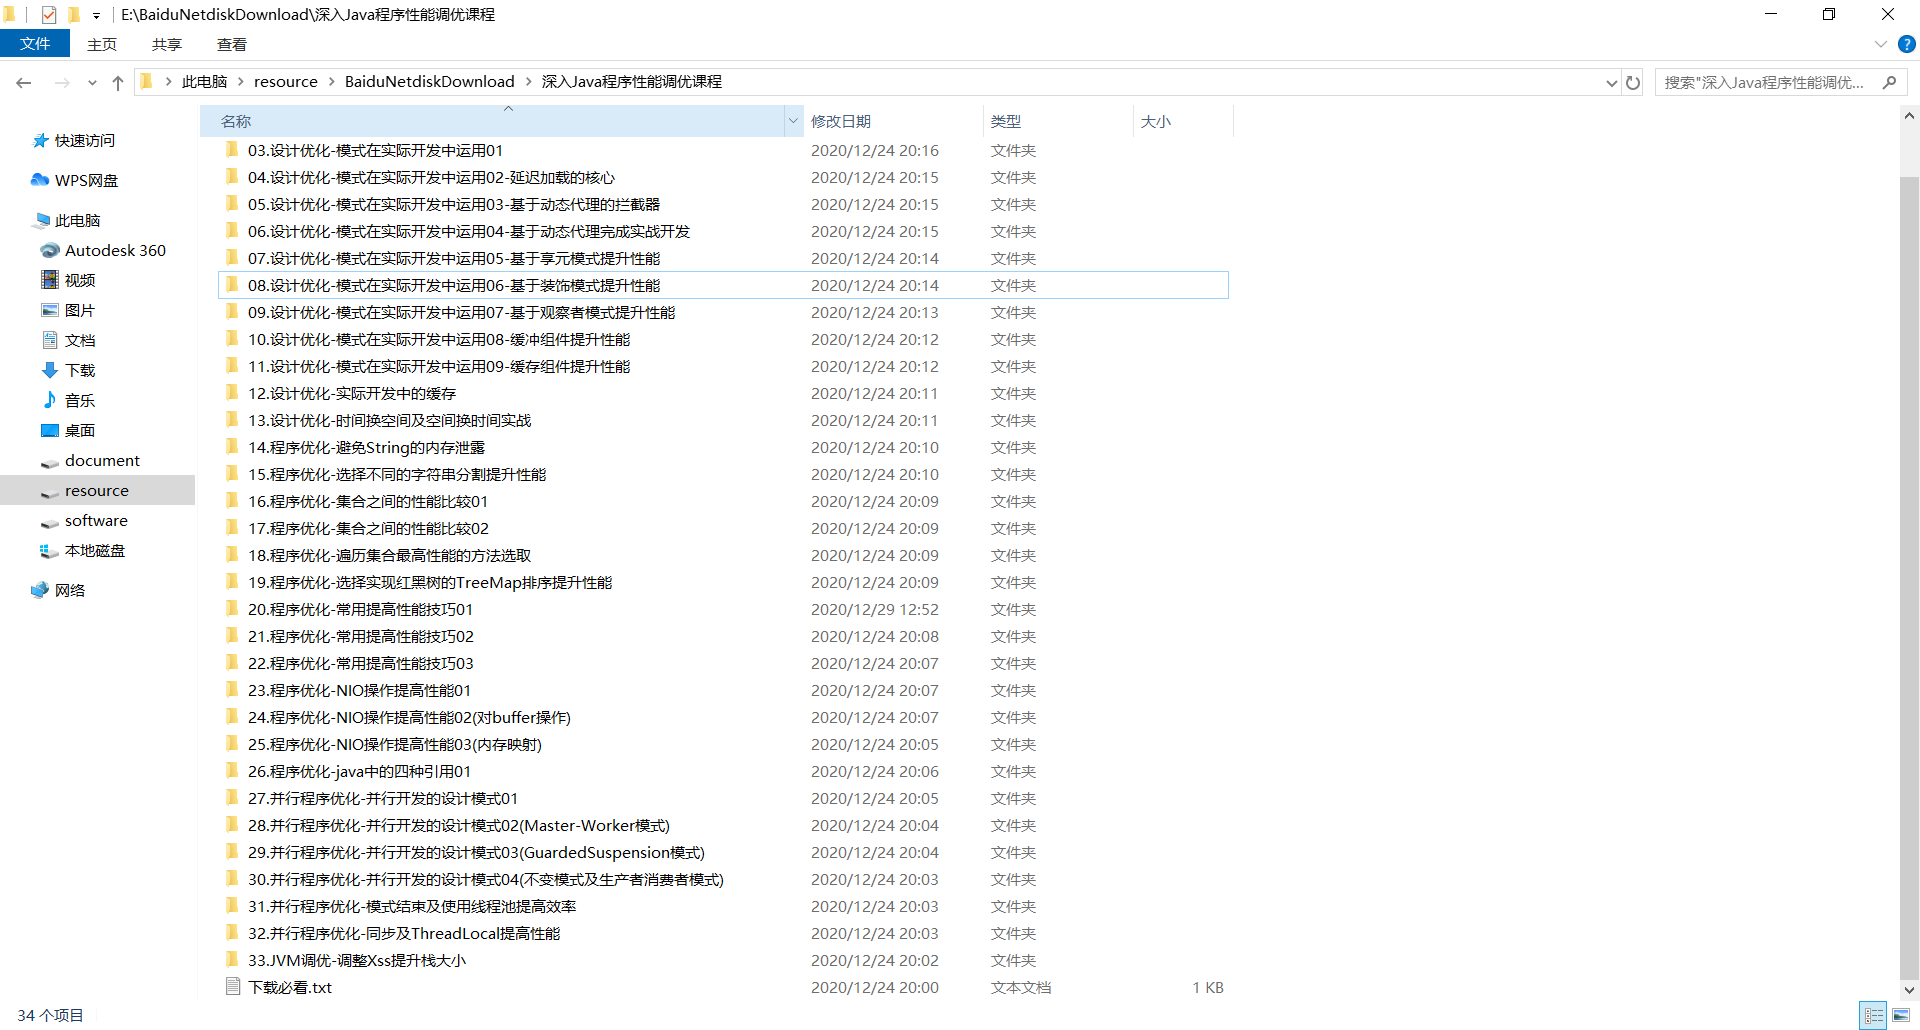 E:\BaiduNetdiskDownload\深入Java程序性能调优课程
文件 主页 共享 查看
此电脑 resource BaiduNetdiskDownload 深入Java程序性能调优课程
搜索"深入Java程序性能调优...
快速访问
WPS网盘
此电脑
Autodesk 360
视频
图片
文档
下载
音乐
桌面
document
resource
software
本地磁盘
网络
名称 修改日期 类型 大小
03.设计优化-模式在实际开发中运用01 2020/12/24 20:16 文件夹
04.设计优化-模式在实际开发中运用02-延迟加载的核心 2020/12/24 20:15 文件夹
05.设计优化-模式在实际开发中运用03-基于动态代理的拦截器 2020/12/24 20:15 文件夹
06.设计优化-模式在实际开发中运用04-基于动态代理完成实战开发 2020/12/24 20:15 文件夹
07.设计优化-模式在实际开发中运用05-基于享元模式提升性能 2020/12/24 20:14 文件夹
08.设计优化-模式在实际开发中运用06-基于装饰模式提升性能 2020/12/24 20:14 文件夹
09.设计优化-模式在实际开发中运用07-基于观察者模式提升性能 2020/12/24 20:13 文件夹
10.设计优化-模式在实际开发中运用08-缓冲组件提升性能 2020/12/24 20:12 文件夹
11.设计优化-模式在实际开发中运用09-缓存组件提升性能 2020/12/24 20:12 文件夹
12.设计优化-实际开发中的缓存 2020/12/24 20:11 文件夹
13.设计优化-时间换空间及空间换时间实战 2020/12/24 20:11 文件夹
14.程序优化-避免String的内存泄露 2020/12/24 20:10 文件夹
15.程序优化-选择不同的字符串分割提升性能 2020/12/24 20:10 文件夹
16.程序优化-集合之间的性能比较01 2020/12/24 20:09 文件夹
17.程序优化-集合之间的性能比较02 2020/12/24 20:09 文件夹
18.程序优化-遍历集合最高性能的方法选取 2020/12/24 20:09 文件夹
19.程序优化-选择实现红黑树的TreeMap排序提升性能 2020/12/24 20:09 文件夹
20.程序优化-常用提高性能技巧01 2020/12/29 12:52 文件夹
21.程序优化-常用提高性能技巧02 2020/12/24 20:08 文件夹
22.程序优化-常用提高性能技巧03 2020/12/24 20:07 文件夹
23.程序优化-NIO操作提高性能01 2020/12/24 20:07 文件夹
24.程序优化-NIO操作提高性能02(对buffer操作) 2020/12/24 20:07 文件夹
25.程序优化-NIO操作提高性能03(内存映射) 2020/12/24 20:05 文件夹
26.程序优化-java中的四种引用01 2020/12/24 20:06 文件夹
27.并行程序优化-并行开发的设计模式01 2020/12/24 20:05 文件夹
28.并行程序优化-并行开发的设计模式02(Master-Worker模式) 2020/12/24 20:04 文件夹
29.并行程序优化-并行开发的设计模式03(GuardedSuspension模式) 2020/12/24 20:04 文件夹
30.并行程序优化-并行开发的设计模式04(不变模式及生产者消费者模式) 2020/12/24 20:03 文件夹
31.并行程序优化-模式结束及使用线程池提高效率 2020/12/24 20:03 文件夹
32.并行程序优化-同步及ThreadLocal提高性能 2020/12/24 20:03 文件夹
33.JVM调优-调整Xss提升栈大小 2020/12/24 20:02 文件夹
下载必看.txt 2020/12/24 20:00 文本文档 1 KB
34 个项目